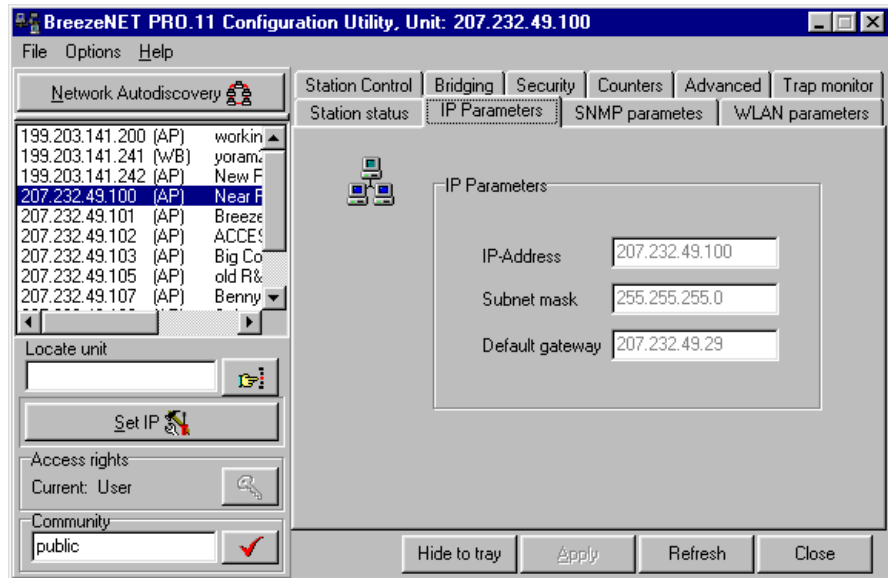 BreezeNET PRO.11 Configuration Utility, Unit: 207.232.49.100
File Options Help
Network Autodiscovery
199.203.141.200 (AP) workin
199.203.141.241 (WB) yoram
199.203.141.242 (AP) New F
207.232.49.100 (AP) Near F
207.232.49.101 (AP) Breeze
207.232.49.102 (AP) ACCES
207.232.49.103 (AP) Big Co
207.232.49.105 (AP) old R&
207.232.49.107 (AP) Benny
Locate unit
Set IP
Access rights
Current: User
Community
public
Station Control Bridging Security Counters Advanced Trap monitor
Station status IP Parameters SNMP parametes WLAN parameters
IP Parameters
IP-Address 207.232.49.100
Subnet mask 255.255.255.0
Default gateway 207.232.49.29
Hide to tray Apply Refresh Close